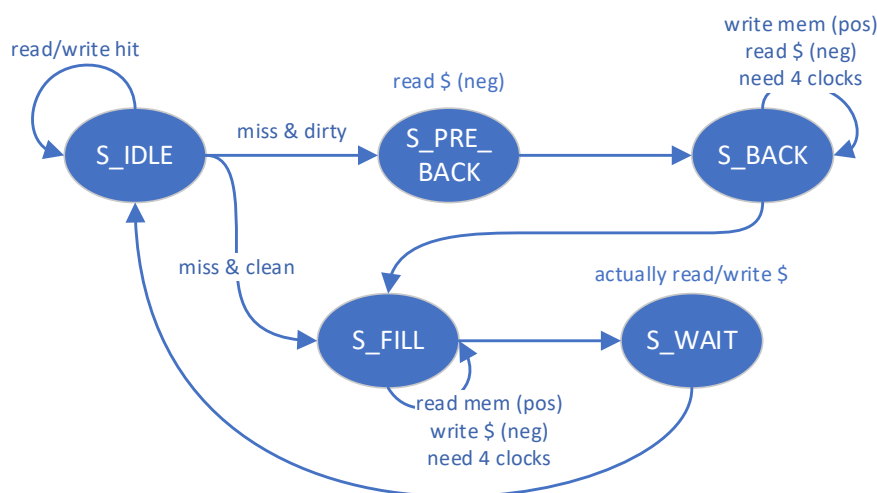 read/write hit
S_IDLE
miss & dirty
read $ (neg)
S_PRE_
BACK
write mem (pos)
read $ (neg)
need 4 clocks
S_BACK
miss & clean
S_FILL
read mem (pos)
write $ (neg)
need 4 clocks
actually read/write $
S_WAIT